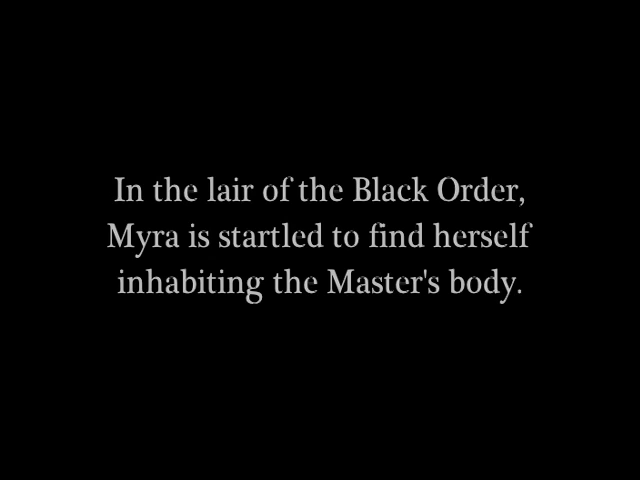 In the lair of the Black Order,
Myra is startled to find herself
inhabiting the Master's body.